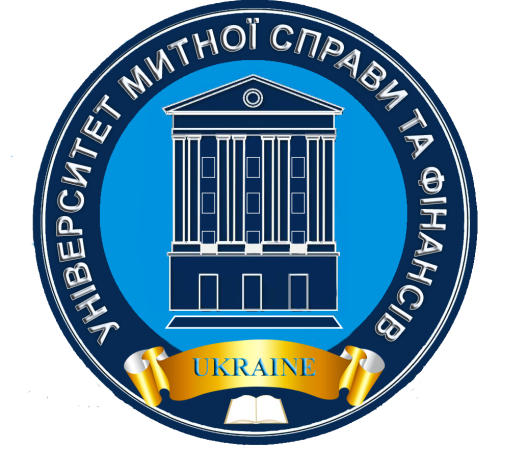 УНІВЕРСИТЕТ МИТНОЇ СПРАВИ ТА ФІНАНСІВ
UKRAINE